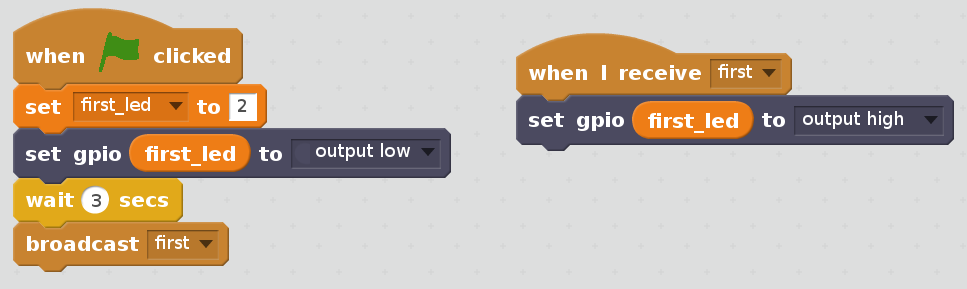 when clicked
set first_led to 2
set gpio first_led to output low
wait 3 secs
broadcast first
when I receive first
set gpio first_led to output high